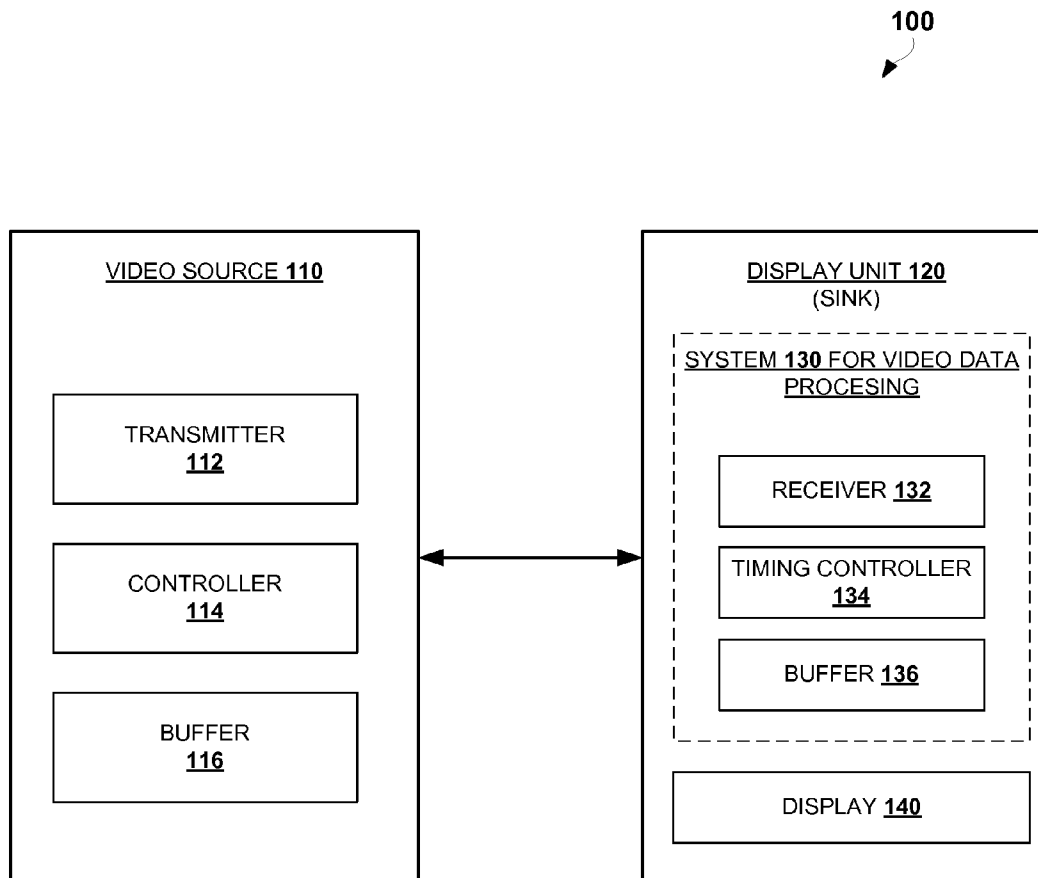 100
VIDEO SOURCE 110
TRANSMITTER
112
CONTROLLER
114
BUFFER
116
DISPLAY UNIT 120
(SINK)
SYSTEM 130 FOR VIDEO DATA
PROCESING
RECEIVER 132
TIMING CONTROLLER
134
BUFFER 136
DISPLAY 140